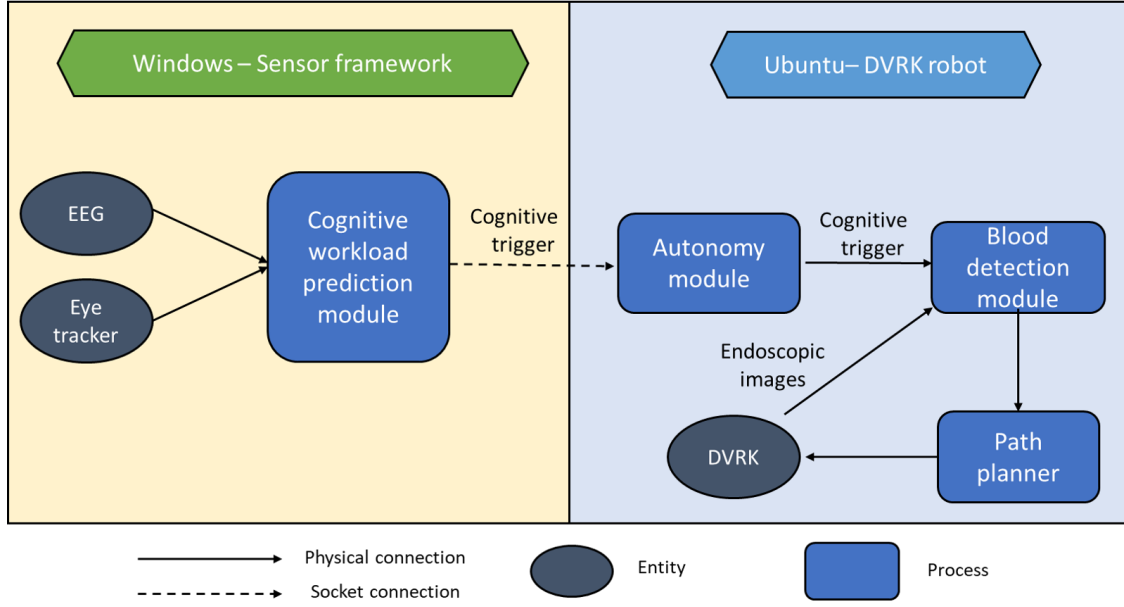 Windows – Sensor framework
Ubuntu– DVRK robot
EEG
Eye
tracker
Cognitive
workload
prediction
module
Cognitive
trigger
Autonomy
module
Cognitive
trigger
Blood
detection
module
Endoscopic
images
DVRK
Path
planner
Physical connection
Socket connection
Entity
Process